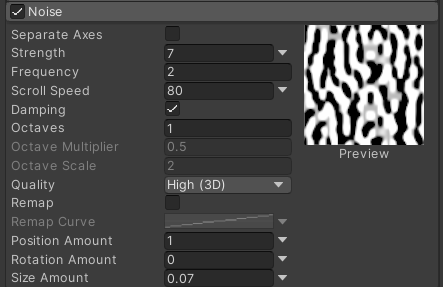 Noise
Separate Axes
Strength 7
Frequency 2
Scroll Speed 80
Damping
Octaves 1
Octave Multiplier 0.5
Octave Scale 2
Quality High (3D)
Remap
Remap Curve
Position Amount 1
Rotation Amount 0
Size Amount 0.07
Preview